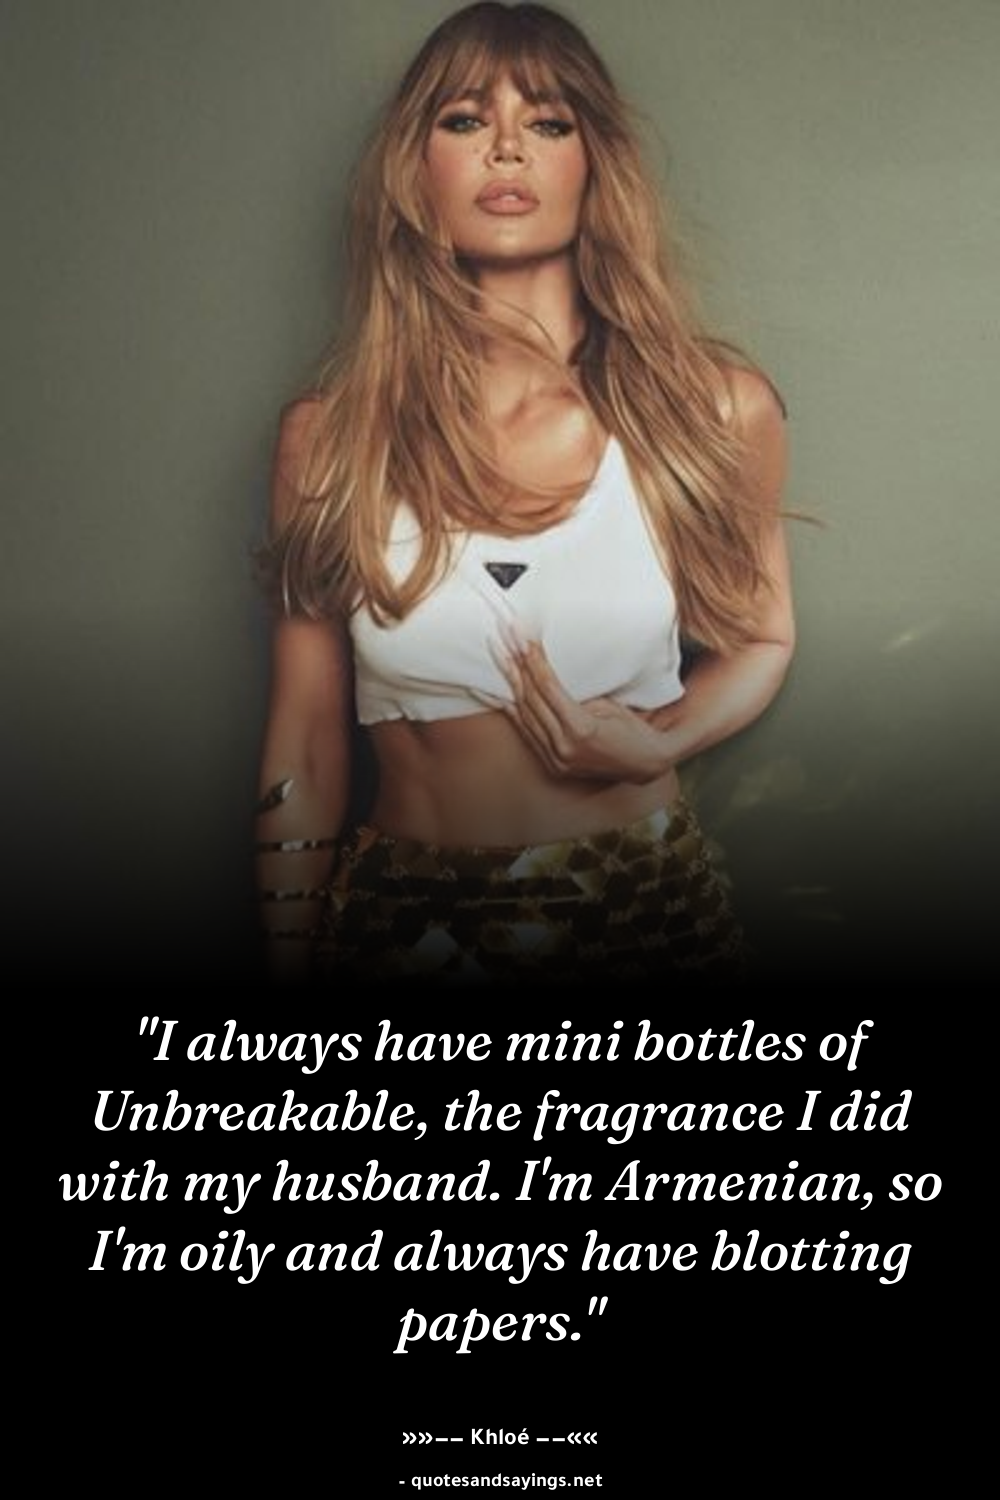 "I always have mini bottles of
Unbreakable, the fragrance I did
with my husband. I'm Armenian, so
I'm oily and always have blotting
papers."
»»−− Khloé −−««
- quotesandsayings.net